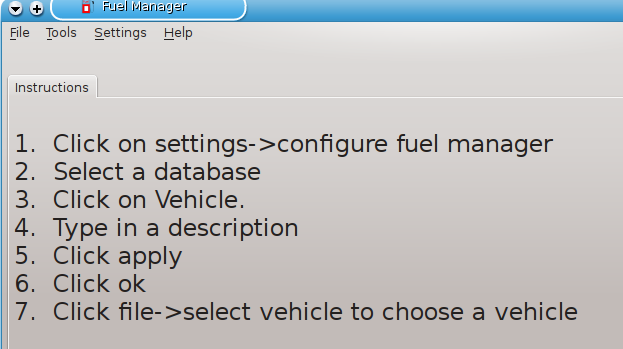 Fuel Manager
File Tools Settings Help
Instructions
1. Click on settings->configure fuel manager
2. Select a database
3. Click on Vehicle.
4. Type in a description
5. Click apply
6. Click ok
7. Click file->select vehicle to choose a vehicle